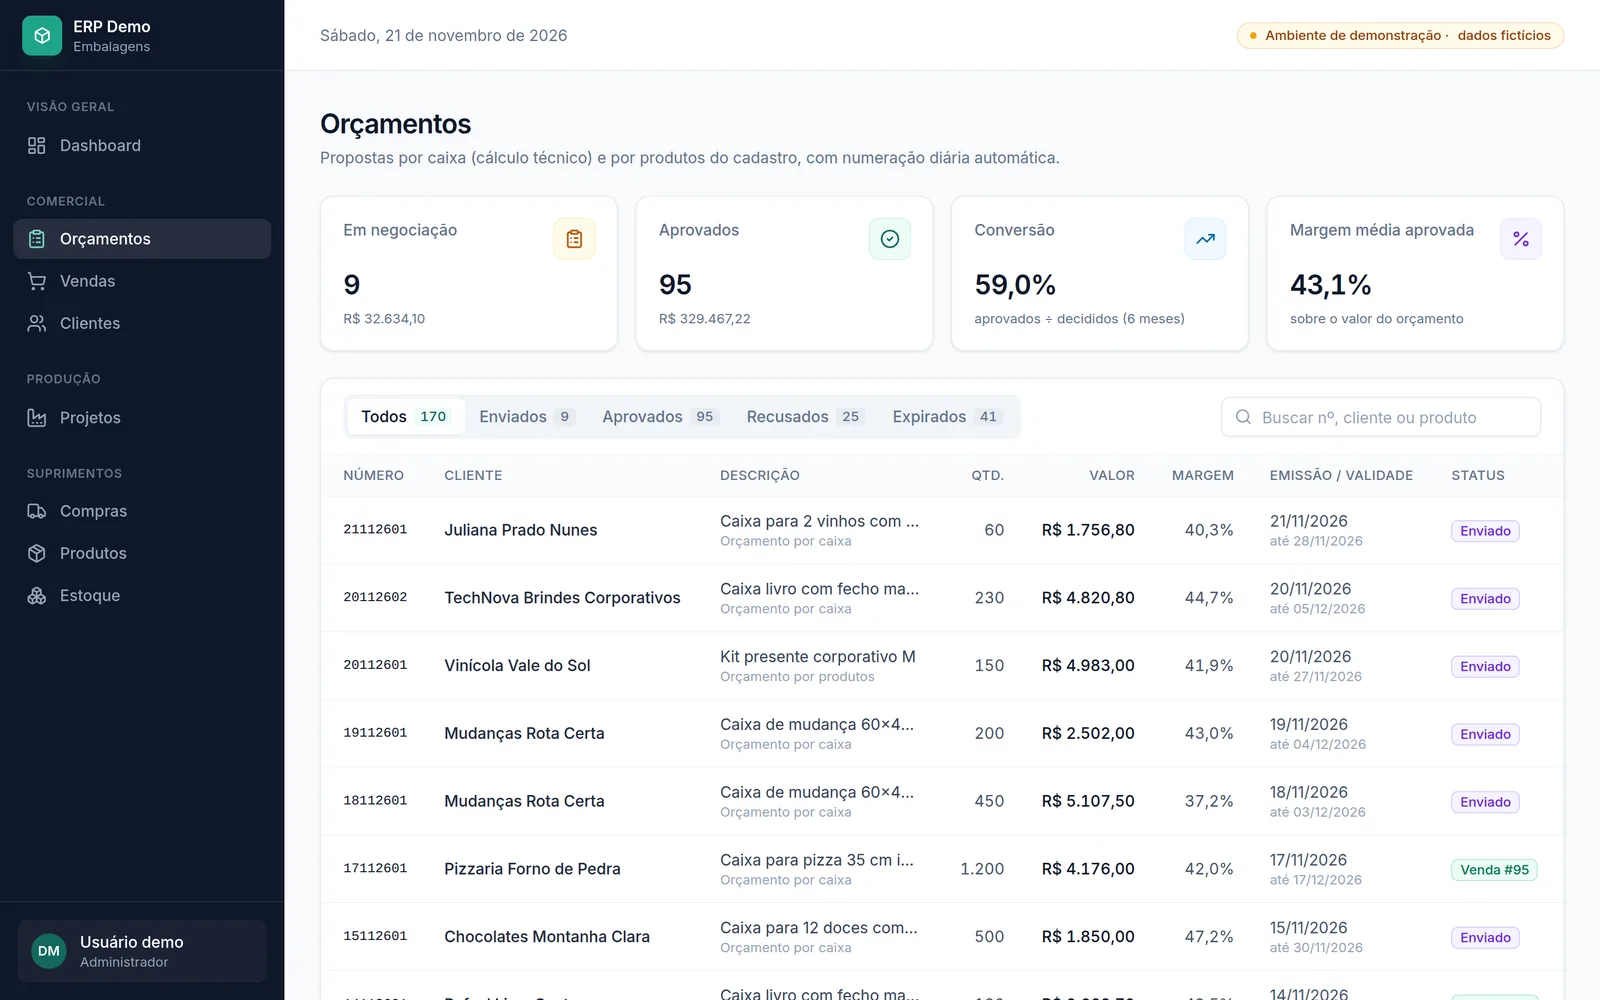 ERP Demo
Embalagens
VISÃO GERAL
Dashboard
COMERCIAL
Orçamentos
Vendas
Clientes
PRODUÇÃO
Projetos
SUPRIMENTOS
Compras
Produtos
Estoque
DM
Usuário demo
Administrador
Sábado, 21 de novembro de 2026
Ambiente de demonstração · dados fictícios
Orçamentos
Propostas por caixa (cálculo técnico) e por produtos do cadastro, com numeração diária automática.
Em negociação
9
R$ 32.634,10
Aprovados
95
R$ 329.467,22
Conversão
59,0%
aprovados ÷ decididos (6 meses)
Margem média aprovada
43,1%
sobre o valor do orçamento
Todos 170 Enviados 9 Aprovados 95 Recusados 25 Expirados 41
Buscar nº, cliente ou produto
NÚMERO CLIENTE DESCRIÇÃO QTD. VALOR MARGEM EMISSÃO / VALIDADE STATUS
21112601 Juliana Prado Nunes Caixa para 2 vinhos com ... 60 R$ 1.756,80 40,3% 21/11/2026 Enviado
Orçamento por caixa até 28/11/2026
20112602 TechNova Brindes Corporativos Caixa livro com fecho ma... 230 R$ 4.820,80 44,7% 20/11/2026 Enviado
Orçamento por caixa até 05/12/2026
20112601 Vinícola Vale do Sol Kit presente corporativo M 150 R$ 4.983,00 41,9% 20/11/2026 Enviado
Orçamento por produtos até 27/11/2026
19112601 Mudanças Rota Certa Caixa de mudança 60×4... 200 R$ 2.502,00 43,0% 19/11/2026 Enviado
Orçamento por caixa até 04/12/2026
18112601 Mudanças Rota Certa Caixa de mudança 60×4... 450 R$ 5.107,50 37,2% 18/11/2026 Enviado
Orçamento por caixa até 03/12/2026
17112601 Pizzaria Forno de Pedra Caixa para pizza 35 cm i... 1.200 R$ 4.176,00 42,0% 17/11/2026 Venda #95
Orçamento por caixa até 17/12/2026
15112601 Chocolates Montanha Clara Caixa para 12 doces com... 500 R$ 1.850,00 47,2% 15/11/2026 Enviado
Orçamento por caixa até 30/11/2026
Caixa livro com fecho ma... 14/11/2026